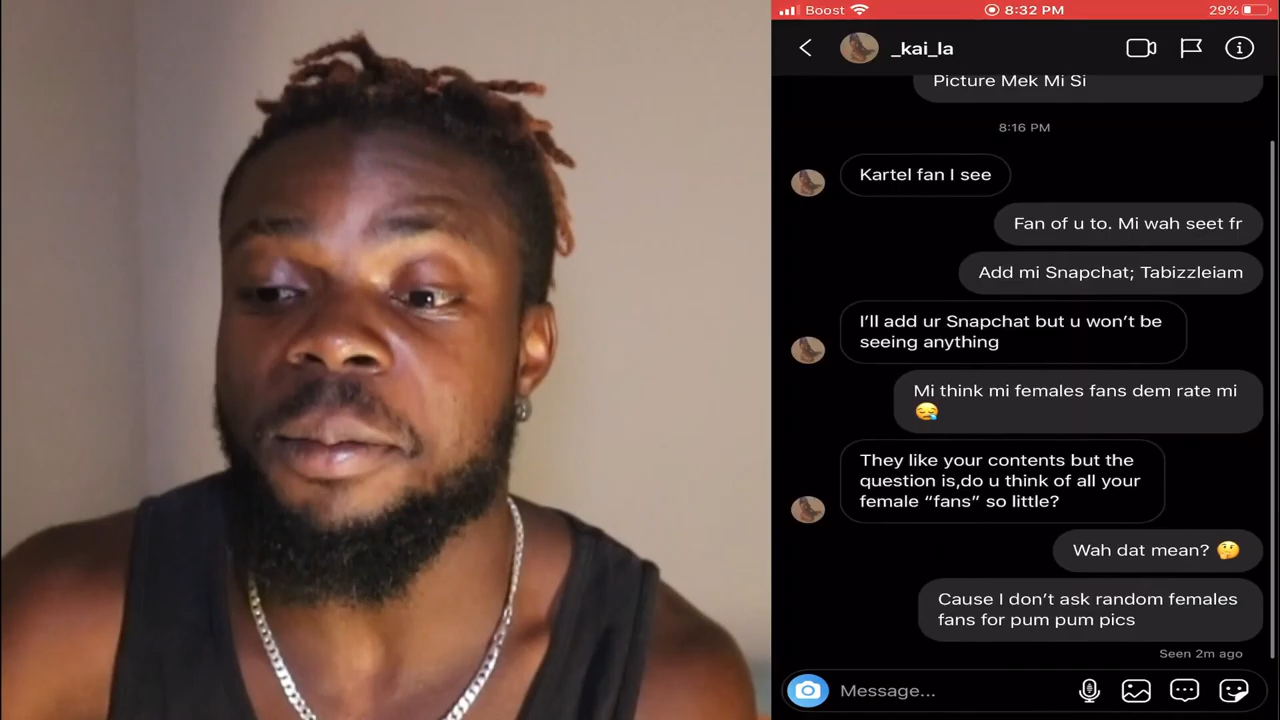 Boost 8:32 PM 29%
_kai_la
Picture Mek Mi Si
8:16 PM
Kartel fan I see
Fan of u to. Mi wah seet fr
Add mi Snapchat; Tabizzleiam
I'll add ur Snapchat but u won't be
seeing anything
Mi think mi females fans dem rate mi
😪
They like your contents but the
question is,do u think of all your
female “fans” so little?
Wah dat mean? 🤔
Cause I don't ask random females
fans for pum pum pics
Seen 2m ago
Message...